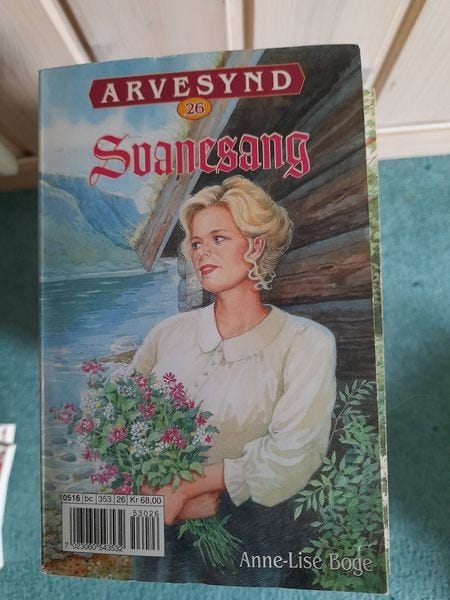 ARVESYND
26
Svanesang
0516 bc 353 26 Kr 68,00
53026
7 023060 543532
Anne-Lise Boge